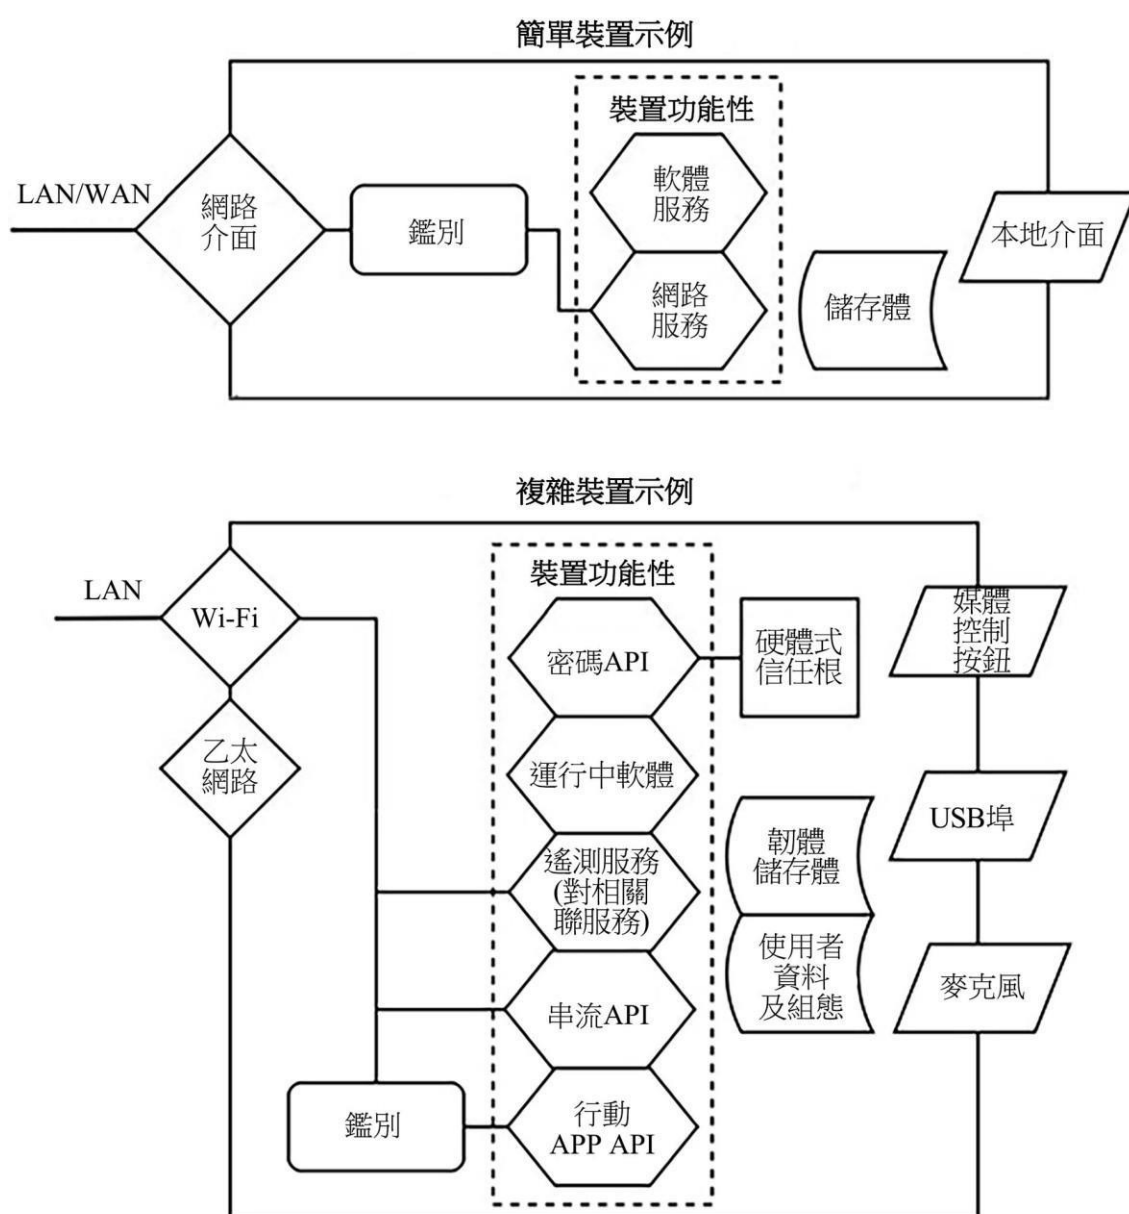 簡單裝置示例
裝置功能性
LAN/WAN
網路
介面
鑑別
軟體
服務
網路
服務
儲存體
本地介面
複雜裝置示例
裝置功能性
LAN
Wi-Fi
乙太
網路
密碼API
硬體式
信任根
運行中軟體
遙測服務
(對相關
聯服務)
串流API
鑑別
行動
APP API
韌體
儲存體
使用者
資料
及組態
媒體
控制
按鈕
USB埠
麥克風